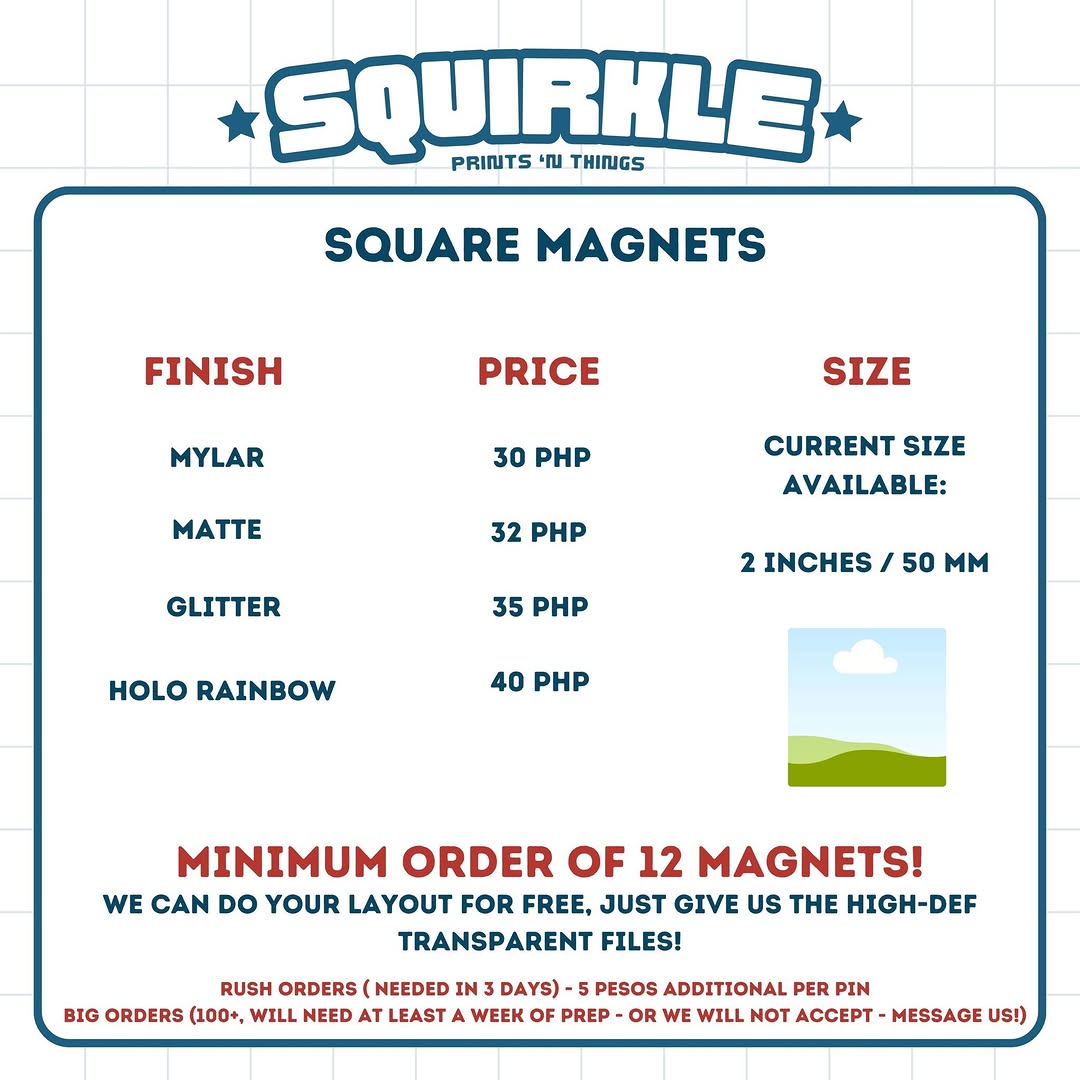 SQUIRKLE
PRINTS 'N THINGS
SQUARE MAGNETS
FINISH PRICE SIZE
MYLAR 30 PHP
MATTE 32 PHP
GLITTER 35 PHP
HOLO RAINBOW 40 PHP
CURRENT SIZE
AVAILABLE:
2 INCHES / 50 MM
MINIMUM ORDER OF 12 MAGNETS!
WE CAN DO YOUR LAYOUT FOR FREE, JUST GIVE US THE HIGH-DEF
TRANSPARENT FILES!
RUSH ORDERS ( NEEDED IN 3 DAYS) - 5 PESOS ADDITIONAL PER PIN
BIG ORDERS (100+, WILL NEED AT LEAST A WEEK OF PREP - OR WE WILL NOT ACCEPT - MESSAGE US!)